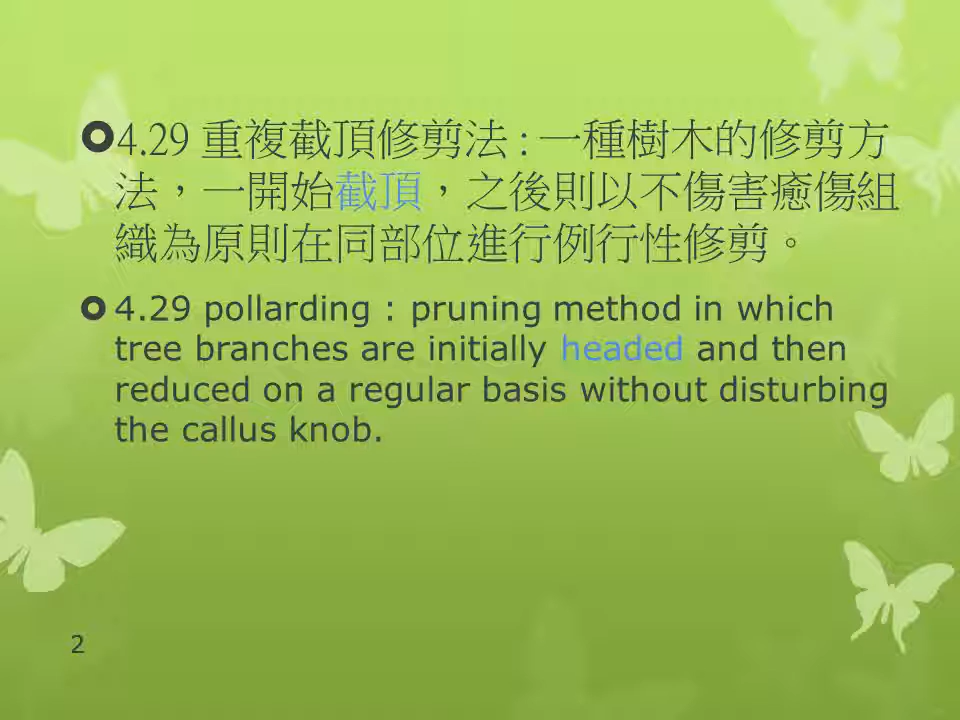 4.29 重複截頂修剪法 : 一種樹木的修剪方
法，一開始截頂，之後則以不傷害癒傷組
織為原則在同部位進行例行性修剪。
4.29 pollarding : pruning method in which
tree branches are initially headed and then
reduced on a regular basis without disturbing
the callus knob.
2